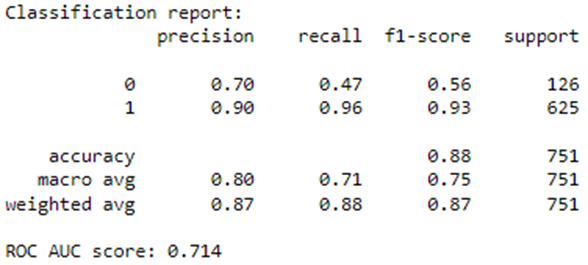 Classification report:
precision recall f1-score support
0 0.70 0.47 0.56 126
1 0.90 0.96 0.93 625
accuracy 0.88 751
macro avg 0.80 0.71 0.75 751
weighted avg 0.87 0.88 0.87 751
ROC AUC score: 0.714